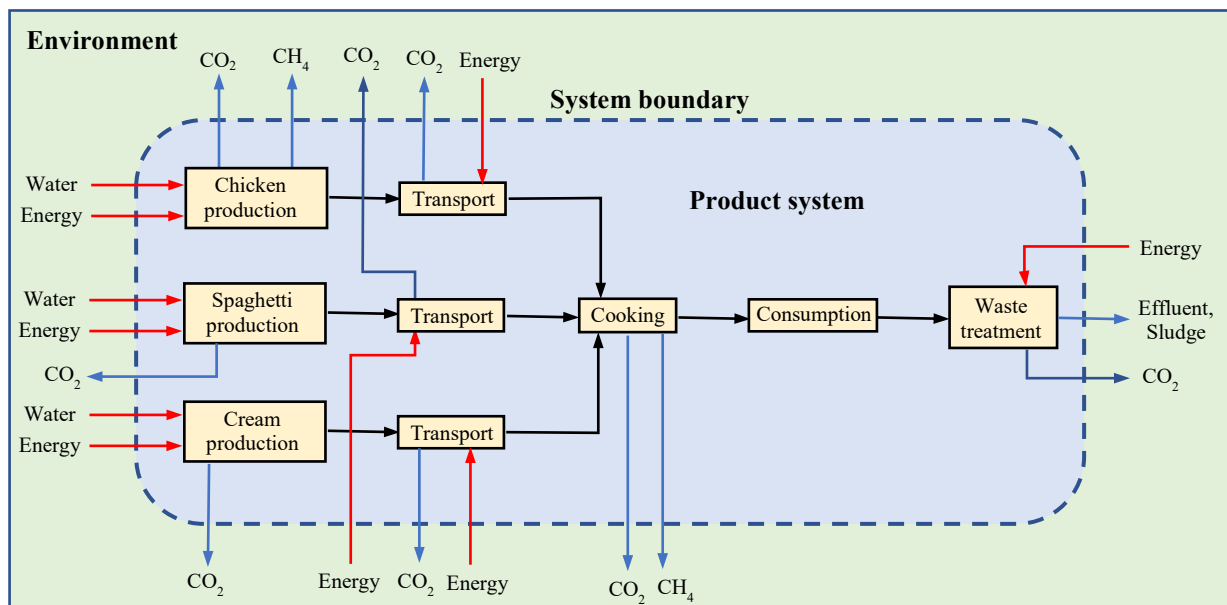 Environment
CO2
CH4
CO2
CO2
Energy
System boundary
Water
Energy
Chicken
production
Transport
Product system
Energy
Water
Energy
Spaghetti
production
Transport
Cooking
Consumption
Waste
treatment
Effluent,
Sludge
CO2
CO2
Water
Energy
Cream
production
Transport
CO2
Energy
CO2
Energy
CO2
CH4